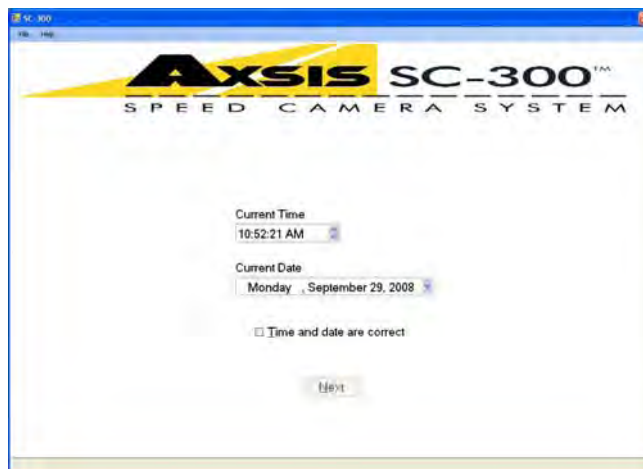 SC-300
File Help
AXSIS SC-300™
SPEED CAMERA SYSTEM
Current Time
10:52:21 AM
Current Date
Monday , September 29, 2008
Time and date are correct
Next